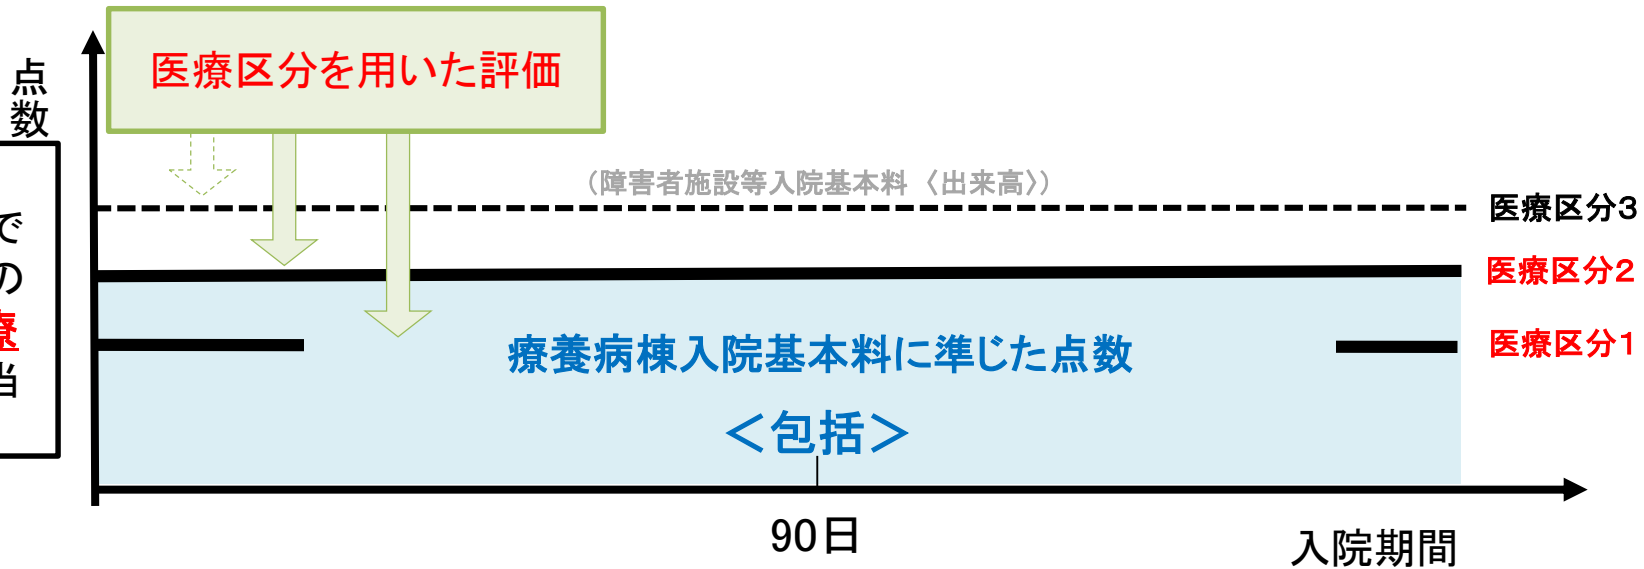 医療区分を用いた評価
点数
で
の
療
当
（障害者施設等入院基本料〈出来高〉）
医療区分３
医療区分２
医療区分１
療養病棟入院基本料に準じた点数
＜包括＞
90日
入院期間